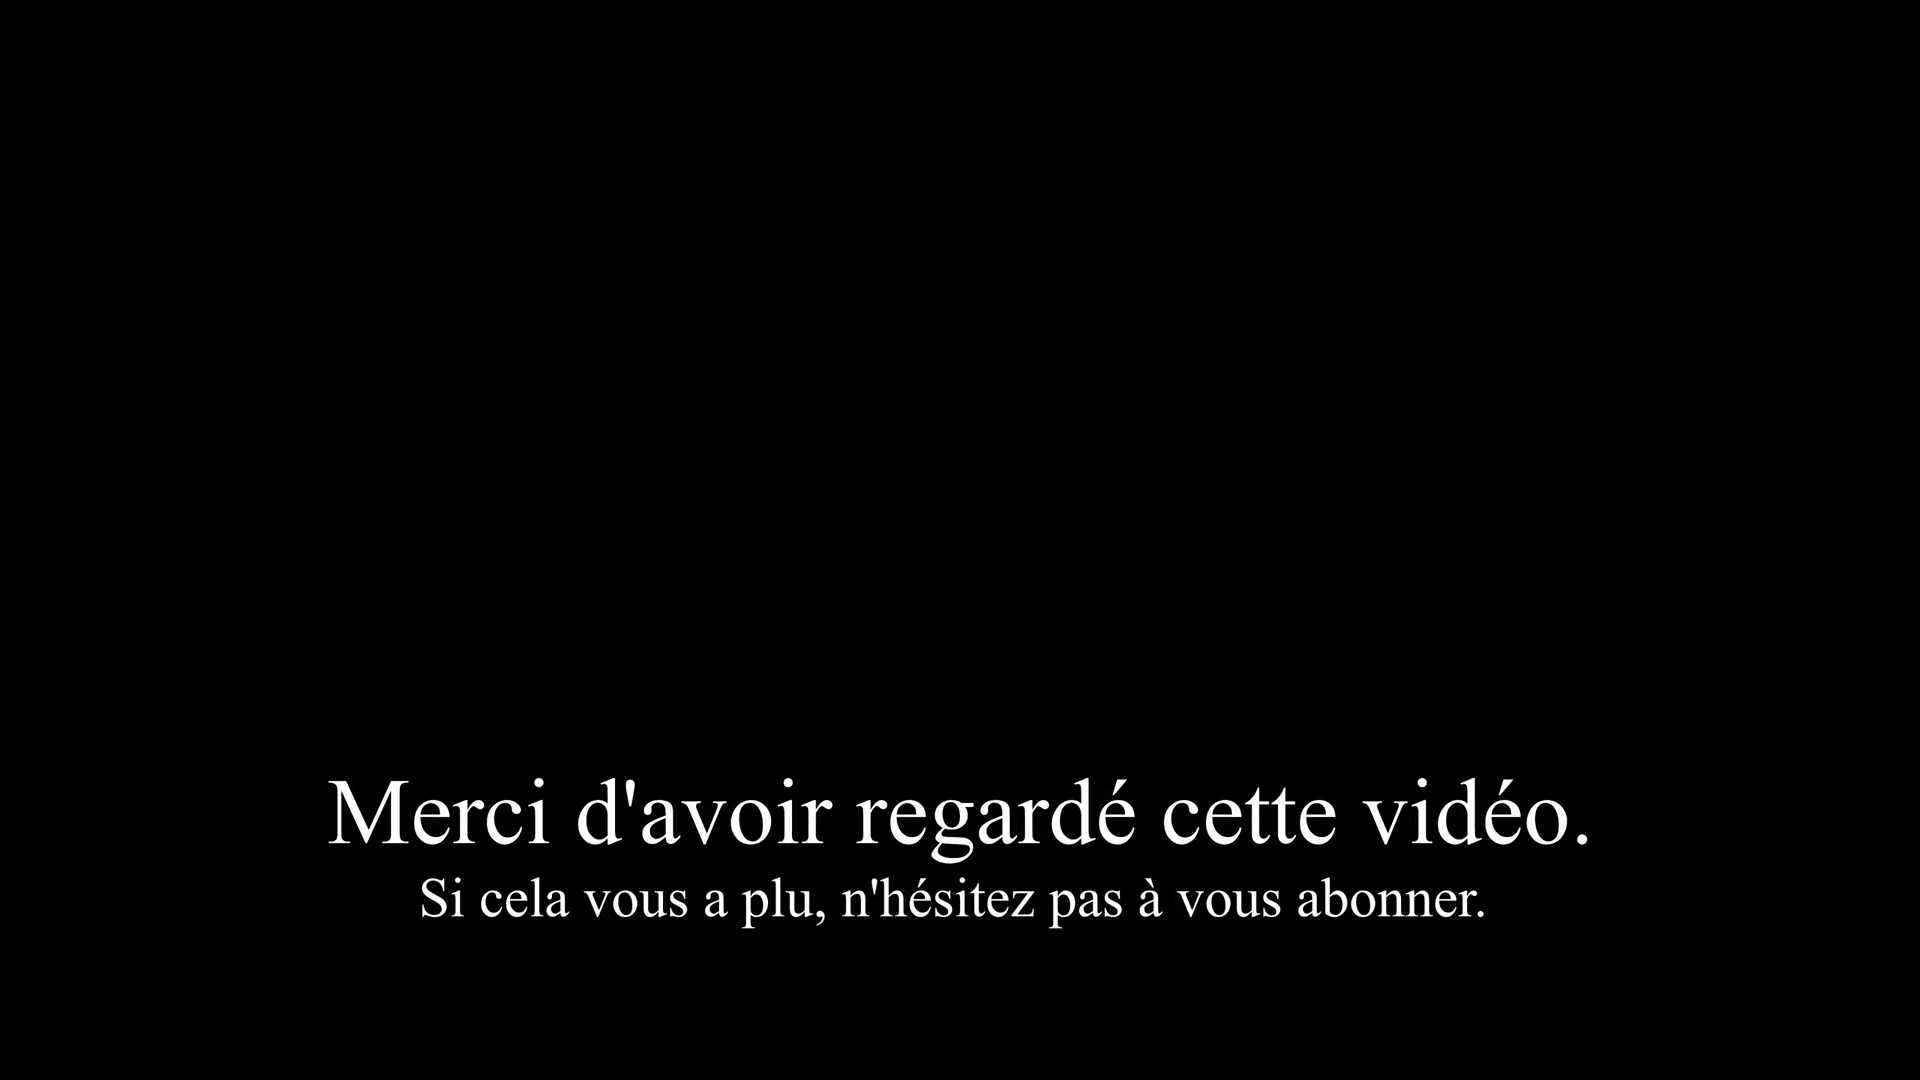 Merci d'avoir regardé cette vidéo.
Si cela vous a plu, n'hésitez pas à vous abonner.